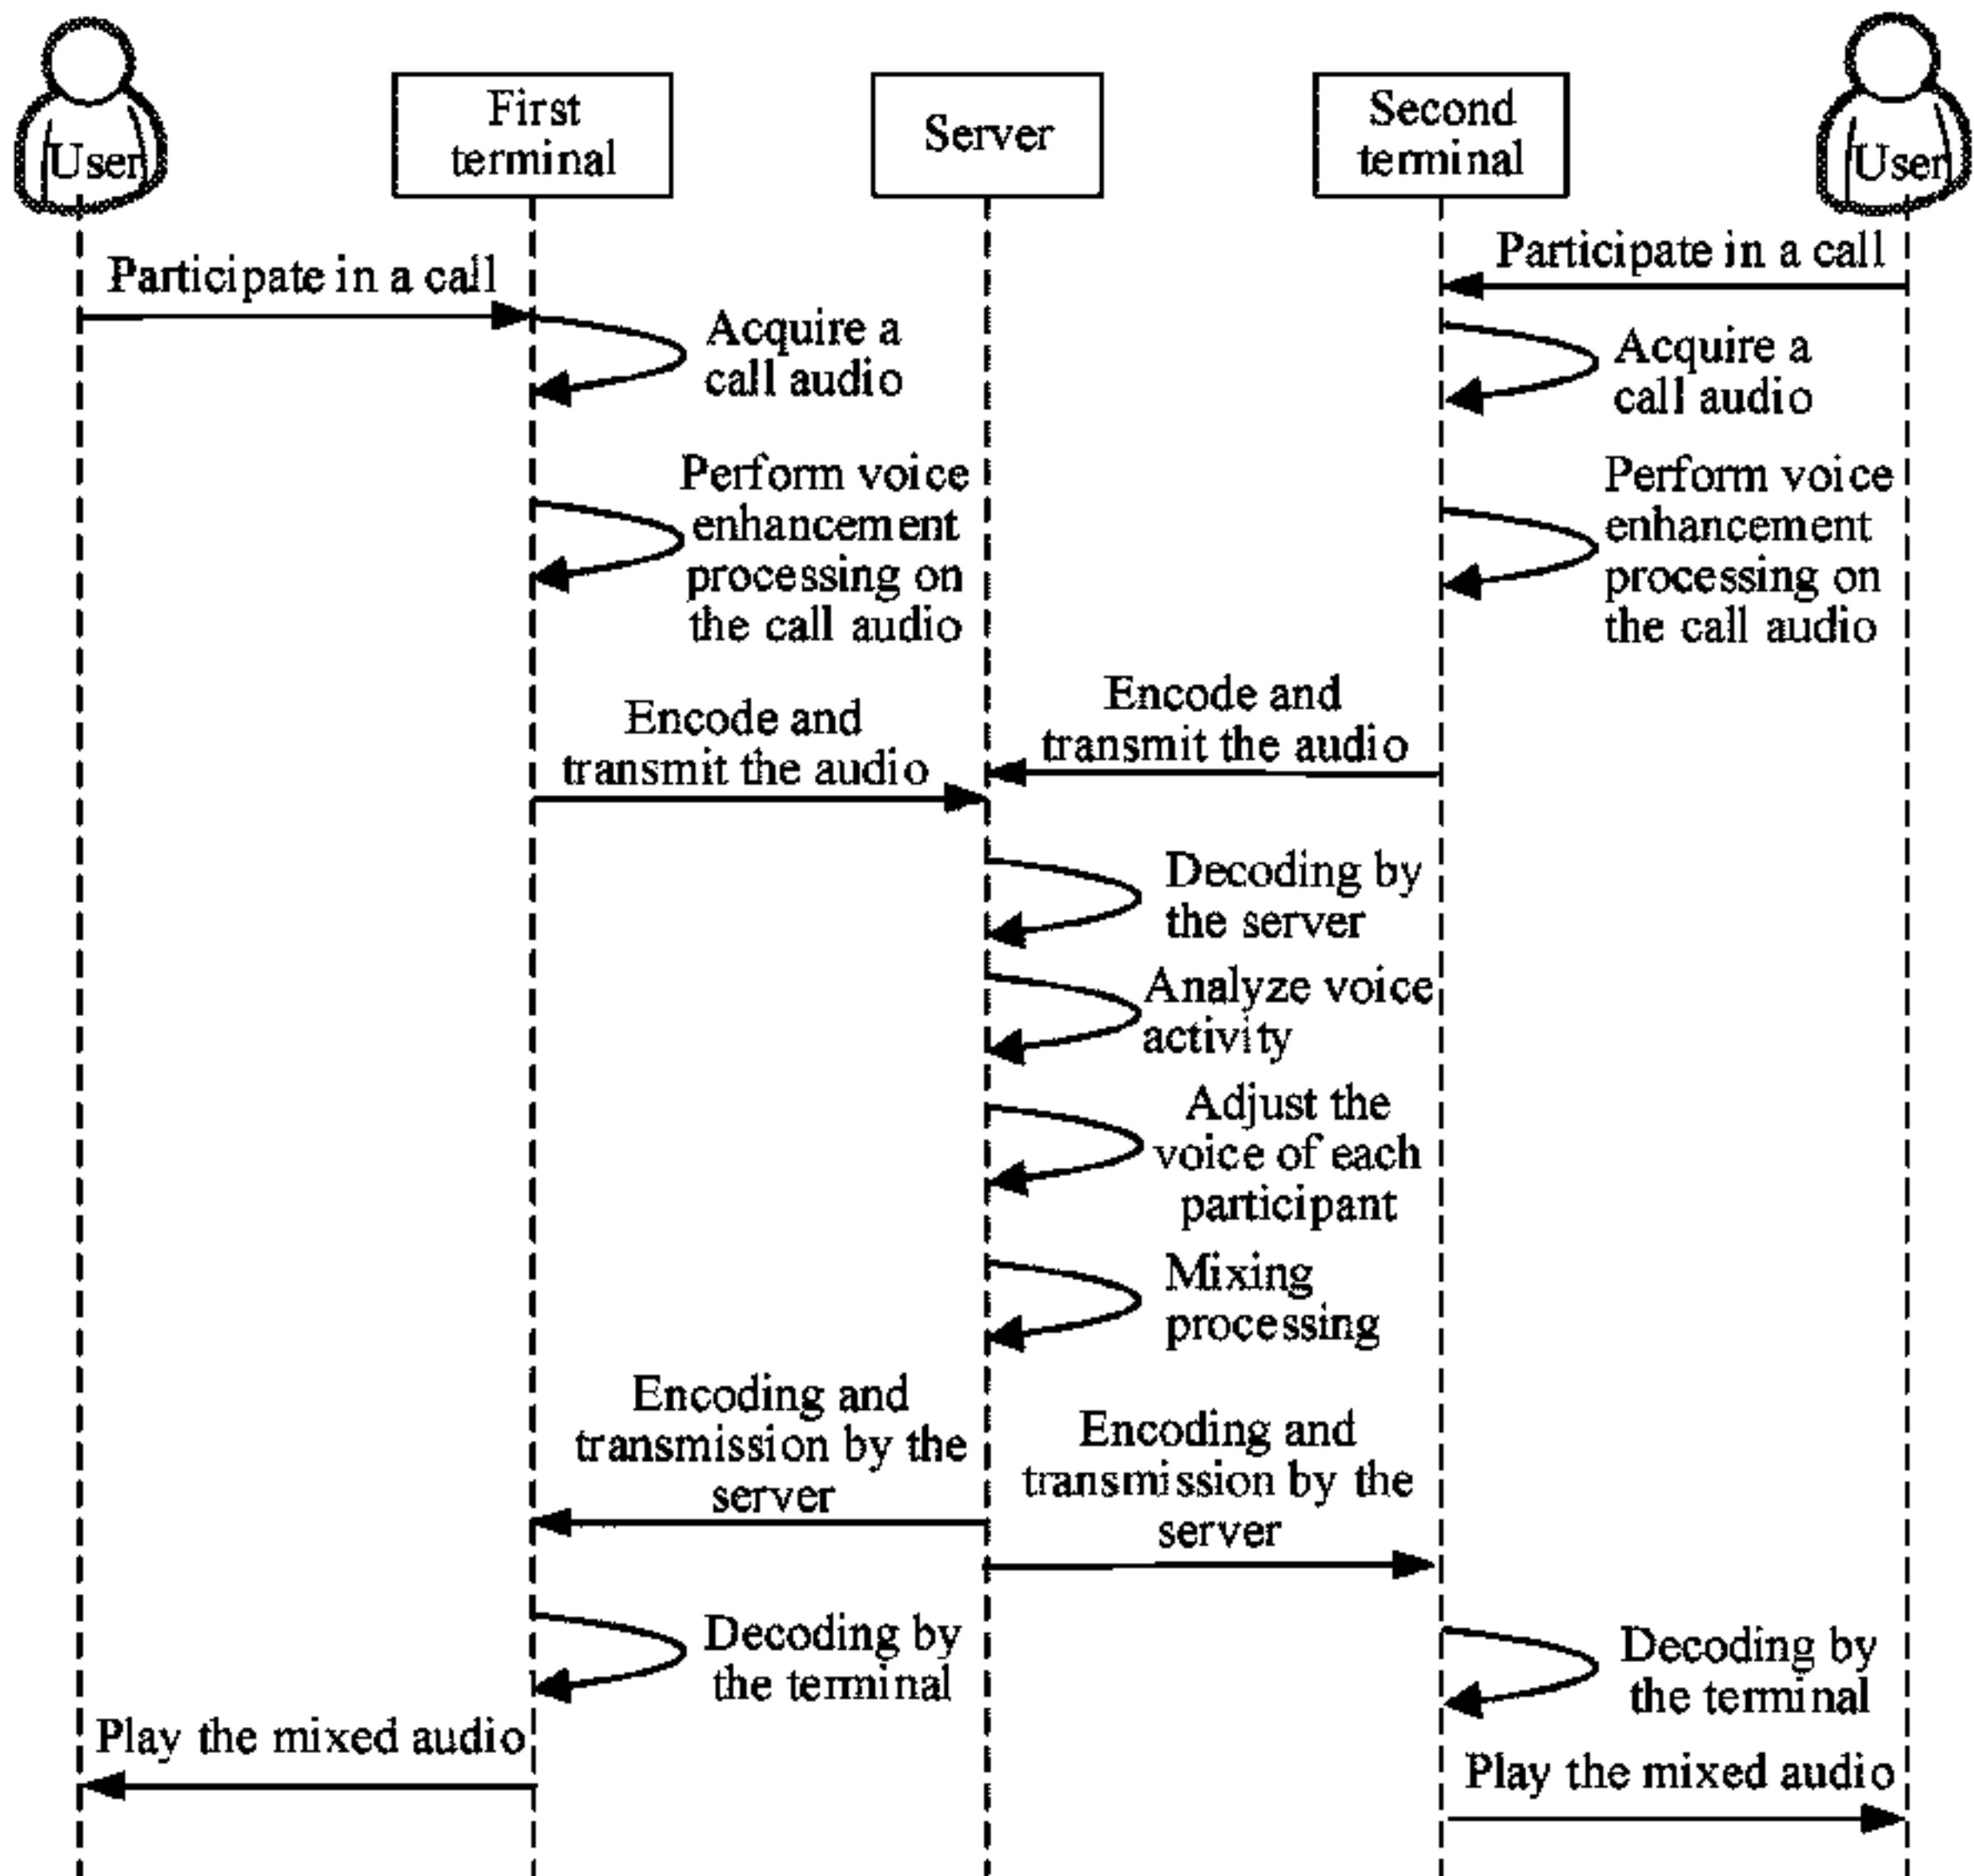 User
First
terminal
Server
Second
terminal
User
Participate in a call
Participate in a call
Acquire a
call audio
Acquire a
call audio
Perform voice
enhancement
processing on
the call audio
Perform voice
enhancement
processing on
the call audio
Encode and
transmit the audio
Encode and
transmit the audio
Decoding by
the server
Analyze voice
activity
Adjust the
voice of each
participant
Mixing
processing
Encoding and
transmission by the
server
Encoding and
transmission by the
server
Decoding by
the terminal
Decoding by
the terminal
Play the mixed audio
Play the mixed audio